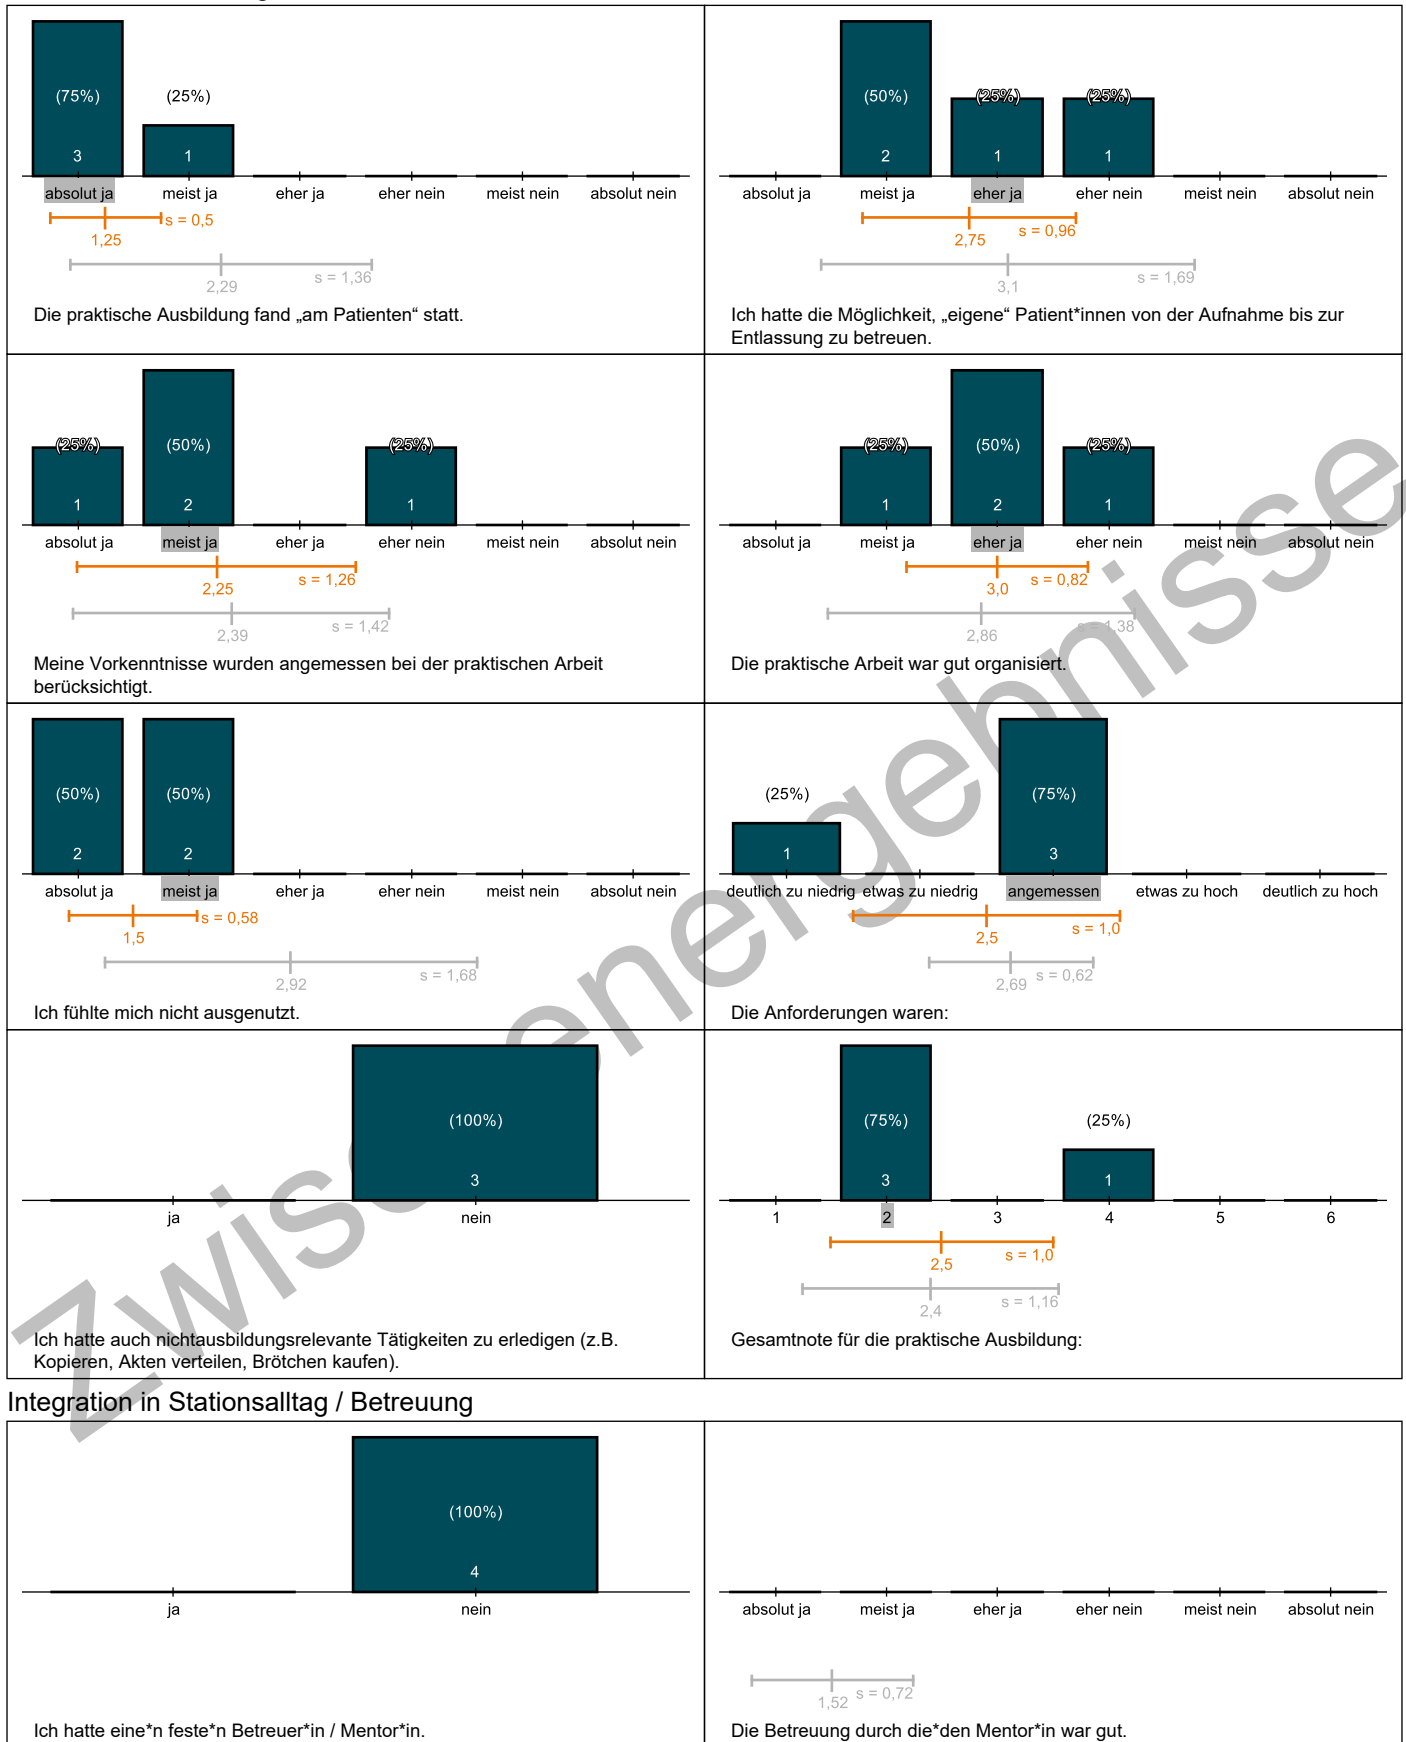 (75%)
(25%)
3
1
absolut ja
meist ja
eher ja
eher nein
meist nein
absolut nein
s = 0,5
1,25
s = 1,36
2,29
Die praktische Ausbildung fand „am Patienten“ statt.
(50%)
(25%)
(25%)
2
1
1
absolut ja
meist ja
eher ja
eher nein
meist nein
absolut nein
s = 0,96
2,75
s = 1,69
3,1
Ich hatte die Möglichkeit, „eigene“ Patient*innen von der Aufnahme bis zur
Entlassung zu betreuen.
(25%)
(50%)
(25%)
1
2
1
absolut ja
meist ja
eher ja
eher nein
meist nein
absolut nein
s = 1,26
2,25
s = 1,42
2,39
Meine Vorkenntnisse wurden angemessen bei der praktischen Arbeit
berücksichtigt.
(25%)
(50%)
(25%)
1
2
1
absolut ja
meist ja
eher ja
eher nein
meist nein
absolut nein
s = 0,82
3,0
s = 1,38
2,86
Die praktische Arbeit war gut organisiert.
(50%)
(50%)
2
2
absolut ja
meist ja
eher ja
eher nein
meist nein
absolut nein
s = 0,58
1,5
s = 1,68
2,92
Ich fühlte mich nicht ausgenutzt.
(25%)
(75%)
1
3
deutlich zu niedrig
etwas zu niedrig
angemessen
etwas zu hoch
deutlich zu hoch
s = 1,0
2,5
s = 0,62
2,69
Die Anforderungen waren:
(100%)
3
ja
nein
Ich hatte auch nichtausbildungsrelevante Tätigkeiten zu erledigen (z.B.
Kopieren, Akten verteilen, Brötchen kaufen).
(75%)
(25%)
3
1
1
2
3
4
5
6
s = 1,0
2,5
s = 1,16
2,4
Gesamtnote für die praktische Ausbildung:
Zwischenergebnisse
Integration in Stationsalltag / Betreuung
(100%)
4
ja
nein
Ich hatte eine*n feste*n Betreuer*in / Mentor*in.
absolut ja
meist ja
eher ja
eher nein
meist nein
absolut nein
s = 0,72
1,52
Die Betreuung durch die*den Mentor*in war gut.